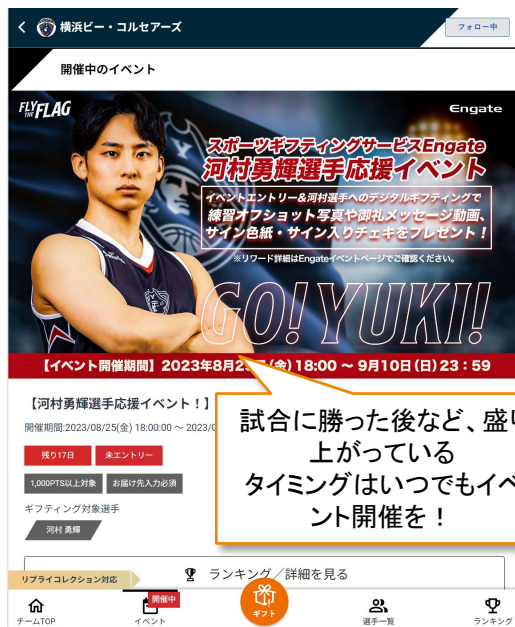 横浜ビー・コルセアーズ
フォロー中
開催中のイベント
FLY THE FLAG
Engate
スポーツギフティングサービスEngate
河村勇輝選手応援イベント
イベントエントリー&河村選手へのデジタルギフティングで
練習オフショット写真や御礼メッセージ動画、
サイン色紙・サイン入りチェキをプレゼント！
※リワード詳細はEngateイベントページでご確認ください。
GO! YUKI!!
【イベント開催期間】2023年8月25日(金)18:00 ～ 9月10日(日)23：59
【河村勇輝選手応援イベント！】
開催期間:2023/08/25(金) 18:00:00 ～ 2023/0
残り17日
未エントリー
1,000PTS以上対象
お届け先入力必須
ギフティング対象選手
河村 勇輝
試合に勝った後など、盛り
上がっている
タイミングはいつでもイベ
ント開催を！
ランキング／詳細を見る
リプライコレクション対応
開催中
チームTOP
イベント
ギフト
選手一覧
ランキング